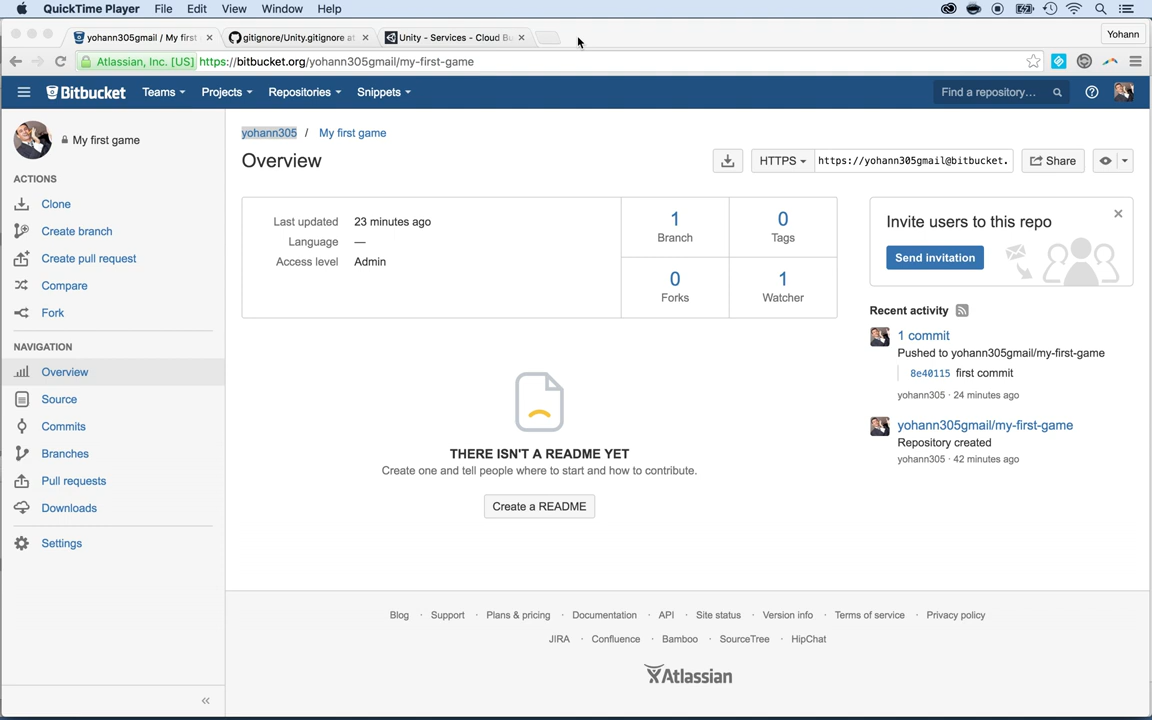 QuickTime Player File Edit View Window Help
yohann305gmail / My first
gitignore/Unity.gitignore at
Unity - Services - Cloud Bu
Yohann
Atlassian, Inc. [US] https://bitbucket.org/yohann305gmail/my-first-game
Bitbucket Teams Projects Repositories Snippets Find a repository...
My first game
ACTIONS
Clone
Create branch
Create pull request
Compare
Fork
NAVIGATION
Overview
Source
Commits
Branches
Pull requests
Downloads
Settings
yohann305 / My first game
Overview
HTTPS https://yohann305gmail@bitbucket. Share
Last updated 23 minutes ago
Language —
Access level Admin
1 Branch
0 Tags
0 Forks
1 Watcher
THERE ISN'T A README YET
Create one and tell people where to start and how to contribute.
Create a README
Invite users to this repo
Send invitation
Recent activity
1 commit
Pushed to yohann305gmail/my-first-game
8e40115 first commit
yohann305 · 24 minutes ago
yohann305gmail/my-first-game
Repository created
yohann305 · 42 minutes ago
Blog · Support · Plans & pricing · Documentation · API · Site status · Version info · Terms of service · Privacy policy
JIRA · Confluence · Bamboo · SourceTree · HipChat
Atlassian